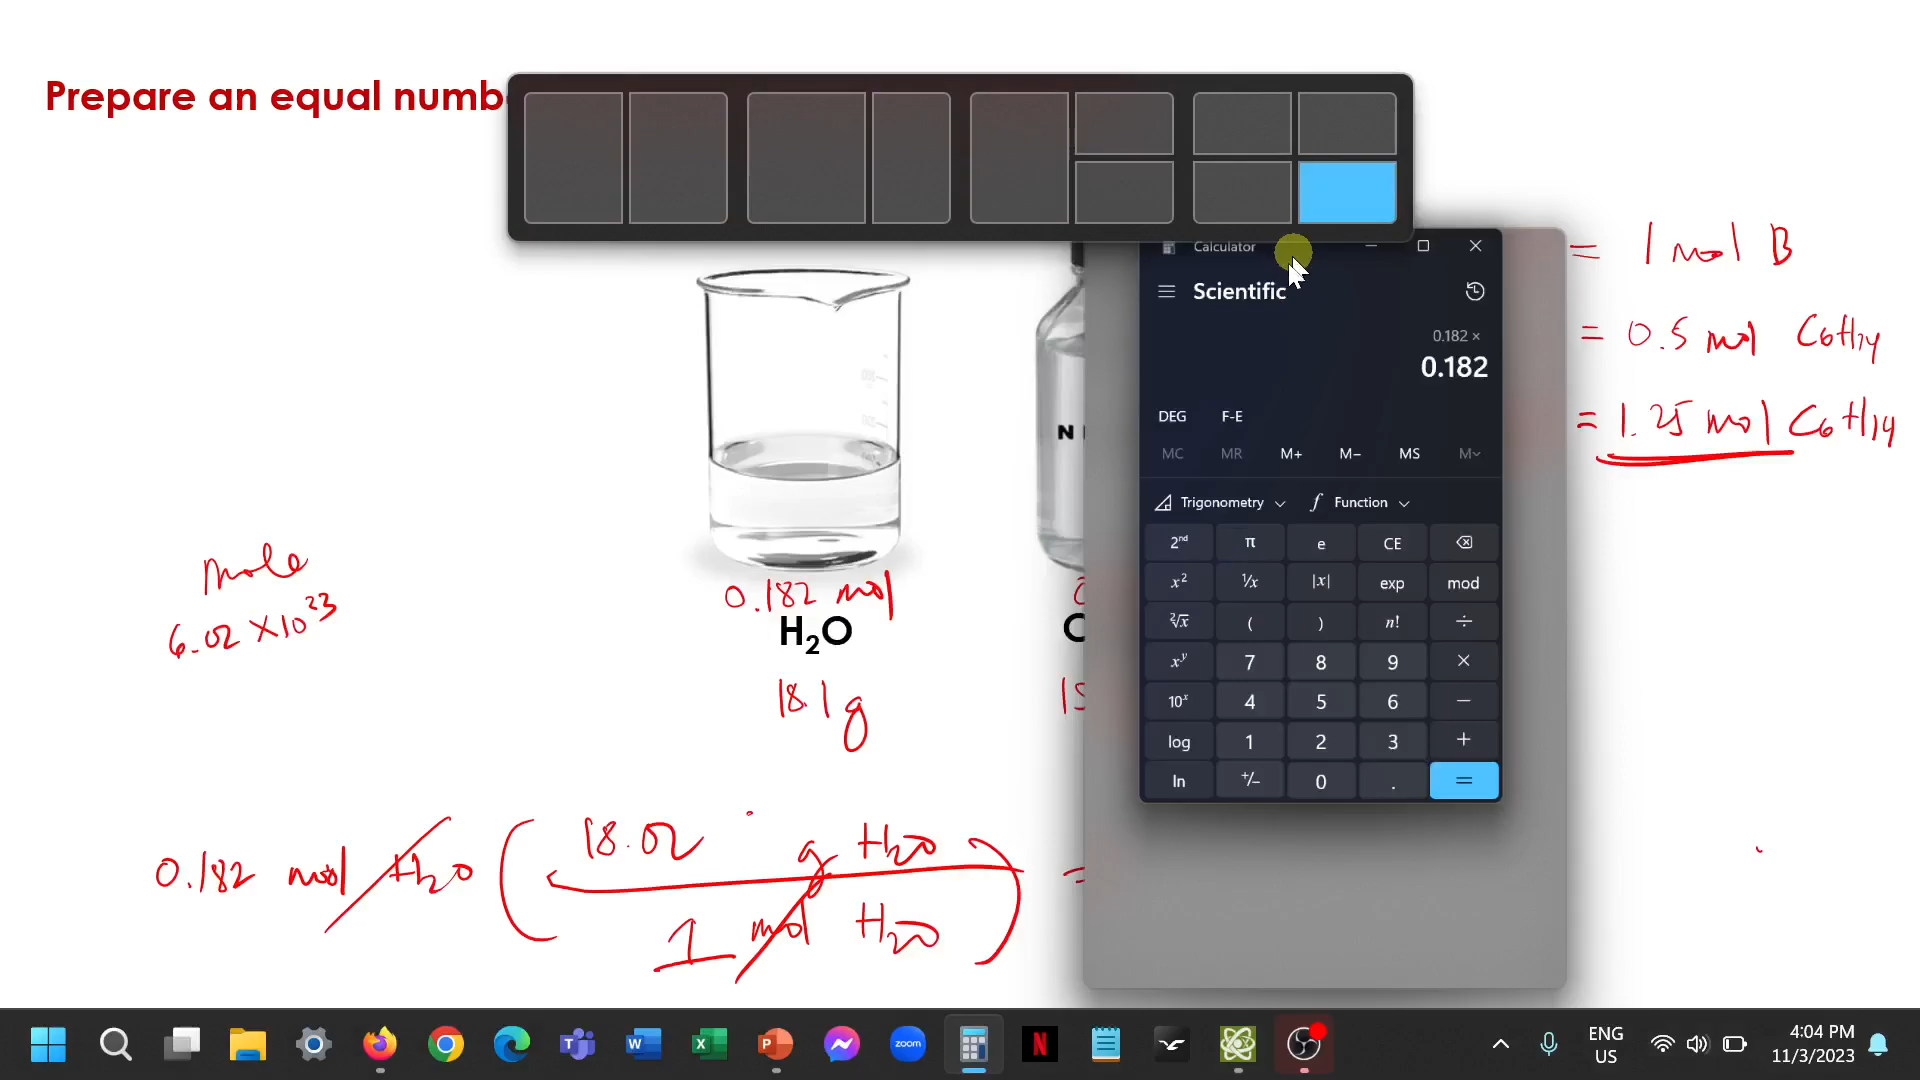 Prepare an equal numb
Calculator
Scientific
0.182 ×
0.182
DEG F-E
MC MR M+ M− MS M˅
Trigonometry Function
2nd π e CE
x² ¹/x |x| exp mod
²√x ( ) n! ÷
xʸ 7 8 9 ×
10ˣ 4 5 6 −
log 1 2 3 +
ln +/− 0 . =
= 1 mol B
= 0.5 mol C6H14
= 1.25 mol C6H14
N
mole
6.02 × 10²³
0.182 mol
H₂O
C
18.1 g
0.182 mol H2O ( 18.02 g H2O
1 mol H2O ) =
W X P zoom N
ENG
US
4:04 PM
11/3/2023